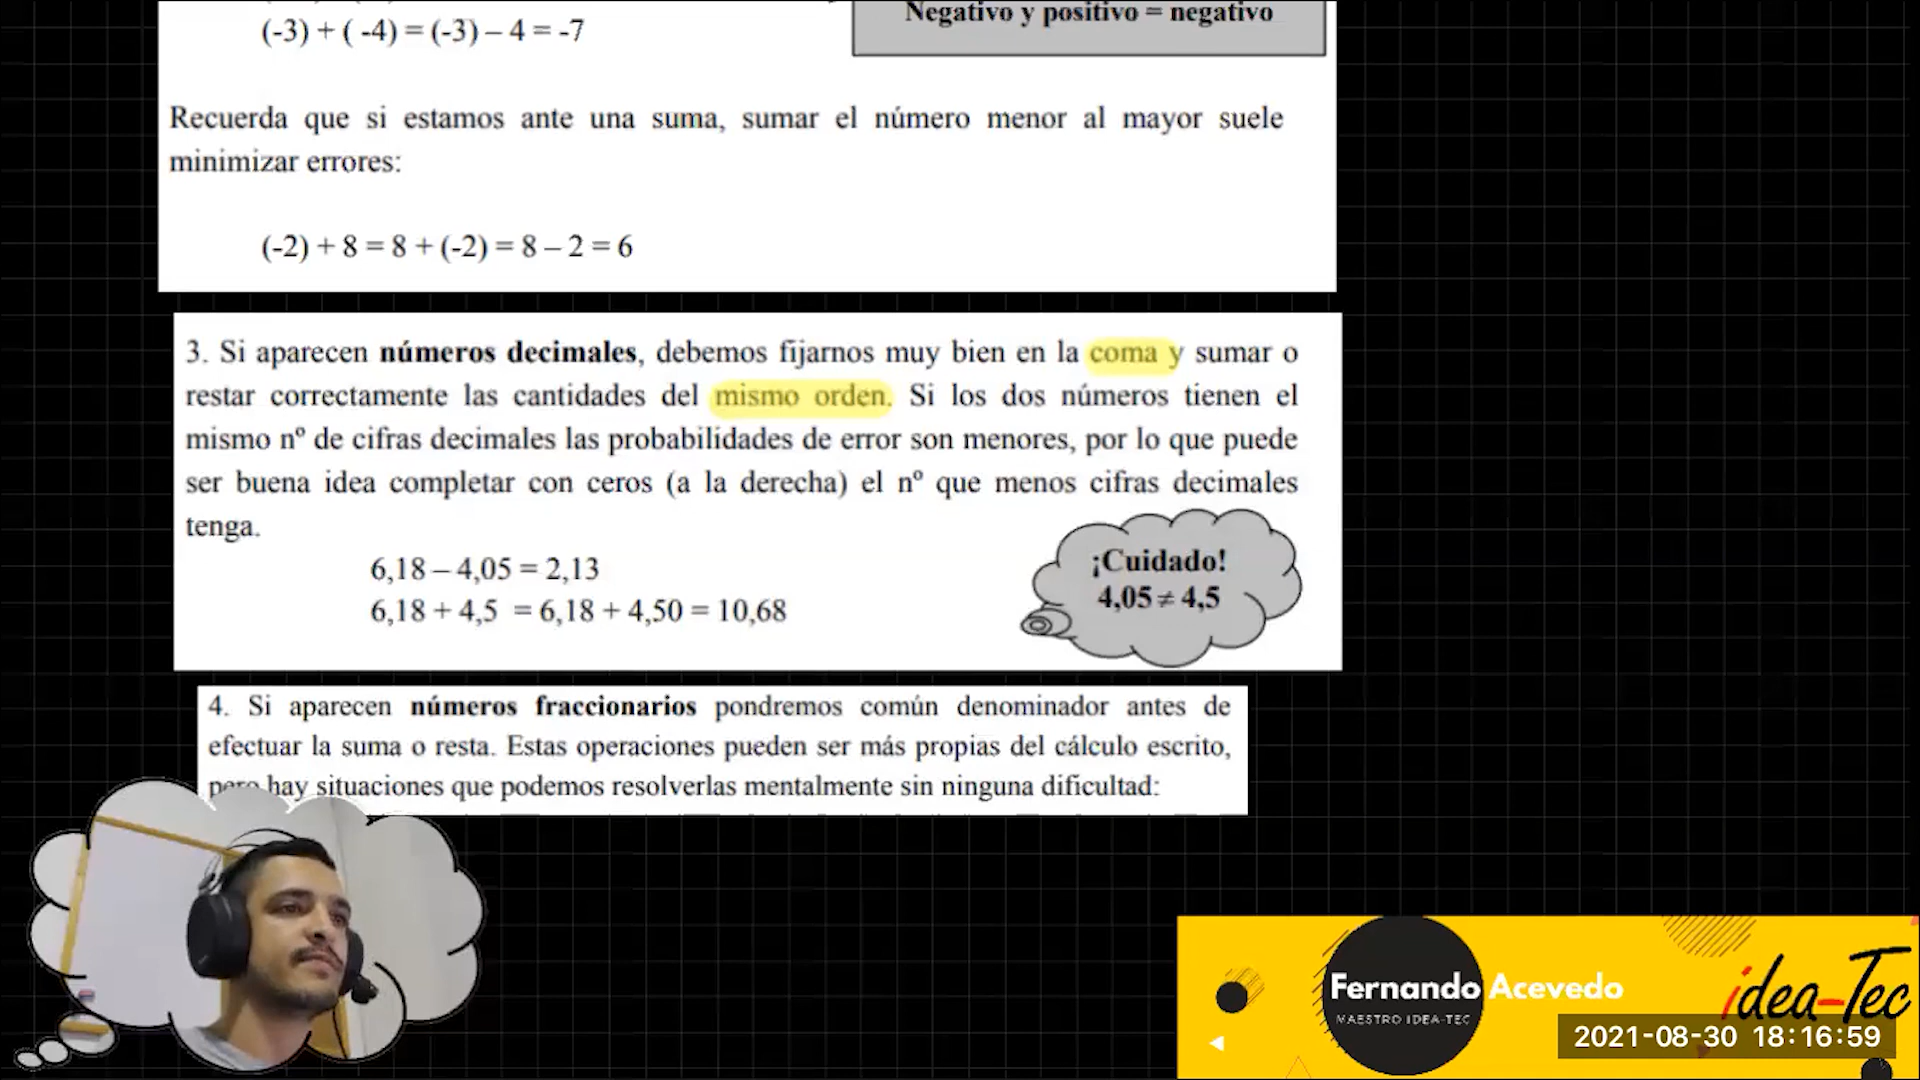 (-3) + ( -4) = (-3) – 4 = -7
Negativo y positivo = negativo
Recuerda que si estamos ante una suma, sumar el número menor al mayor suele
minimizar errores:
(-2) + 8 = 8 + (-2) = 8 – 2 = 6
3. Si aparecen números decimales, debemos fijarnos muy bien en la coma y sumar o
restar correctamente las cantidades del mismo orden. Si los dos números tienen el
mismo nº de cifras decimales las probabilidades de error son menores, por lo que puede
ser buena idea completar con ceros (a la derecha) el nº que menos cifras decimales
tenga.
6,18 – 4,05 = 2,13
6,18 + 4,5 = 6,18 + 4,50 = 10,68
¡Cuidado!
4,05 ≠ 4,5
4. Si aparecen números fraccionarios pondremos común denominador antes de
efectuar la suma o resta. Estas operaciones pueden ser más propias del cálculo escrito,
pero hay situaciones que podemos resolverlas mentalmente sin ninguna dificultad:
Fernando Acevedo
MAESTRO IDEA-TEC
idea-Tec
2021-08-30 18:16:59